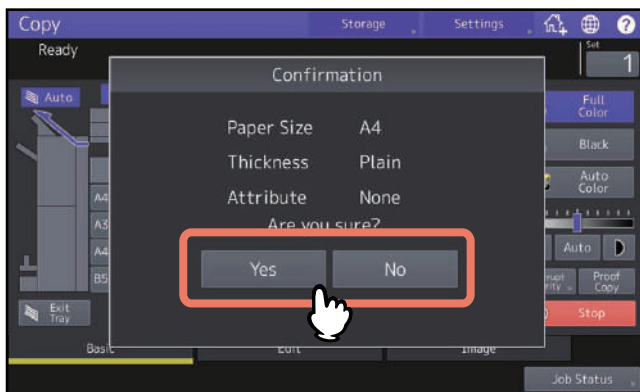 Copy Storage Settings
Ready Set
1
Confirmation
Auto
Paper Size A4
Thickness Plain
Attribute None
Are you sure?
Yes No
Full
Color
Black
Auto
Color
A4
A3
A4
B5
Auto
Proof
Copy
Exit
Tray
Stop
Basic Edit Image
Job Status